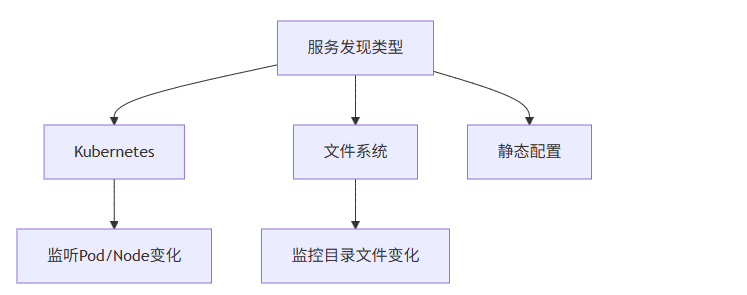 服务发现类型
Kubernetes
文件系统
静态配置
监听Pod/Node变化
监控目录文件变化